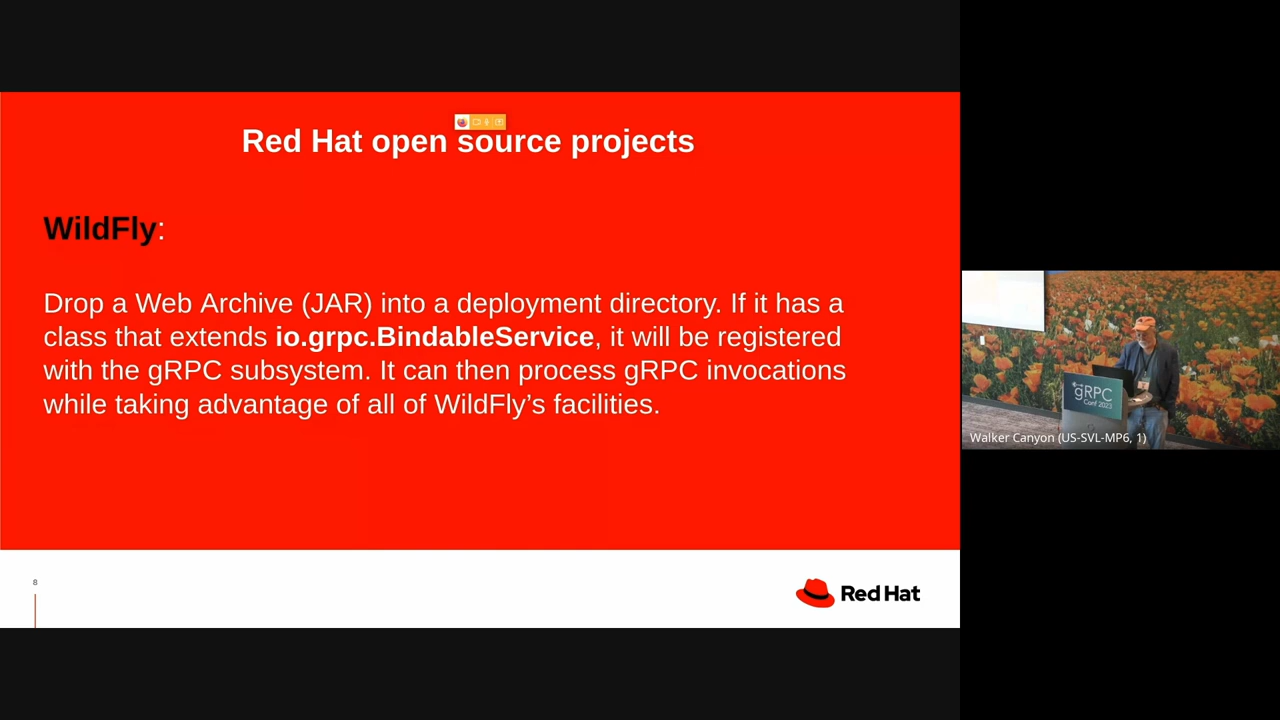 Red Hat open source projects
WildFly:
Drop a Web Archive (JAR) into a deployment directory. If it has a
class that extends io.grpc.BindableService, it will be registered
with the gRPC subsystem. It can then process gRPC invocations
while taking advantage of all of WildFly’s facilities.
8
Red Hat
gRPC
Conf 2023
Walker Canyon (US-SVL-MP6, 1)